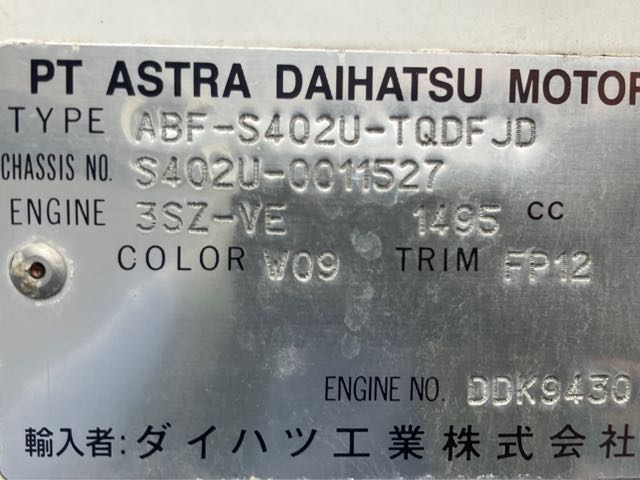 PT ASTRA DAIHATSU MOTOR
TYPE ABF-S402U-TQDFJD
CHASSIS NO. S402U-0011527
ENGINE 3SZ-VE 1495 CC
COLOR W09 TRIM FP12
ENGINE NO. DDK9430
輸入者:ダイハツ工業株式会社